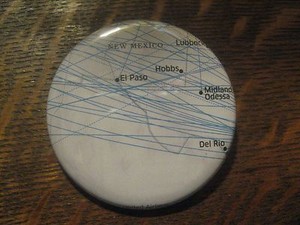 NEW MEXICO
Lubbock
Hobbs
El Paso
Midland
Odessa
Del Rio